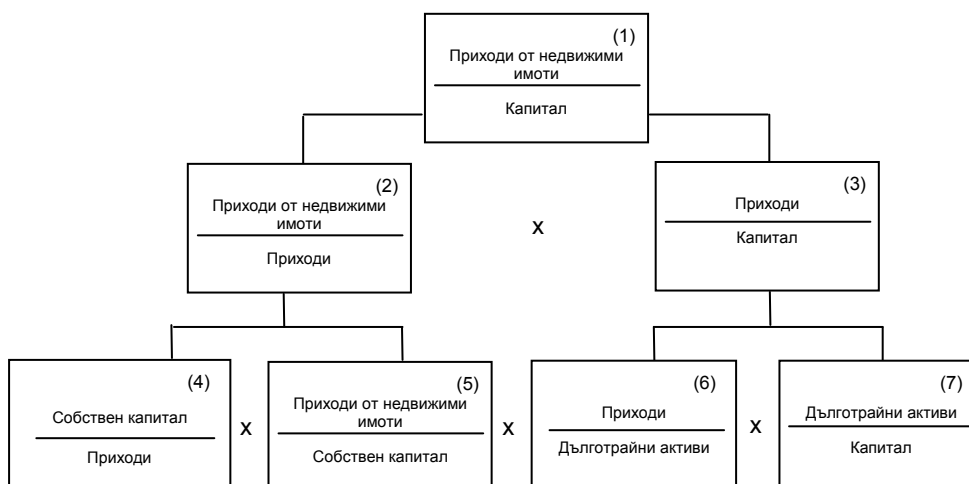 (1)
Приходи от недвижими
имоти
Капитал
(2)
Приходи от недвижими
имоти
Приходи
x
(3)
Приходи
Капитал
(4)
Собствен капитал
Приходи
x
(5)
Приходи от недвижими
имоти
Собствен капитал
x
(6)
Приходи
Дълготрайни активи
x
(7)
Дълготрайни активи
Капитал